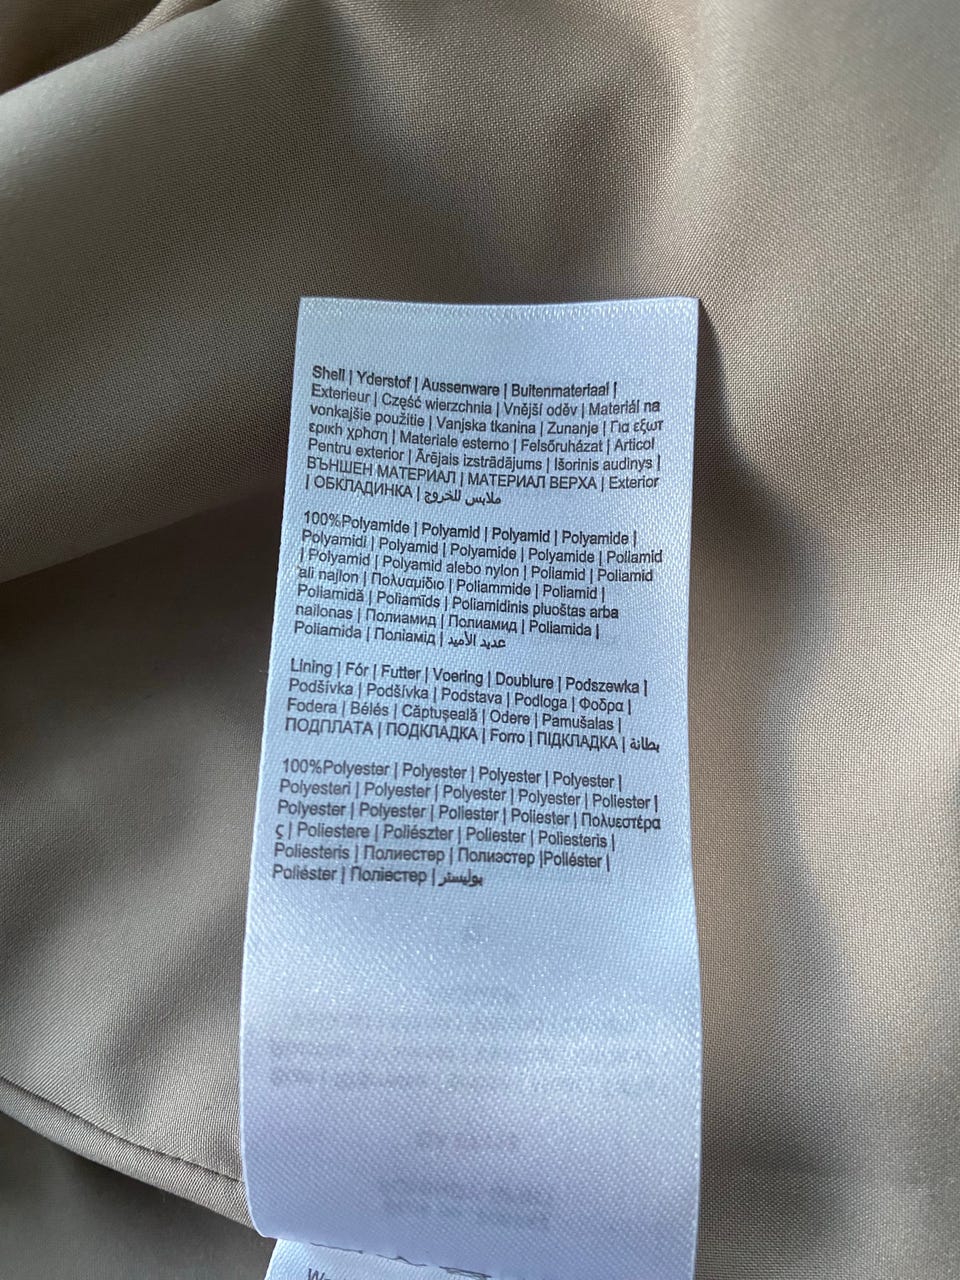 Shell | Yderstof | Aussenware | Buitenmateriaal |
Exterieur | Część wierzchnia | Vnější oděv | Materiál na
vonkajšie použitie | Vanjska tkanina | Zunanje | Για εξωτ
ερική χρήση | Materiale esterno | Felsőruházat | Articol
Pentru exterior | Ārējais izstrādājums | Išorinis audinys |
ВЪНШЕН МАТЕРИАЛ | МАТЕРИАЛ ВЕРХА | Exterior
| ОБКЛАДИНКА | ملابس للخروج
100%Polyamide | Polyamid | Polyamid | Polyamide |
Polyamidi | Polyamid | Polyamide | Polyamide | Poliamid
| Polyamid | Polyamid alebo nylon | Poliamid | Poliamid
ali najlon | Πολυαμίδιο | Poliammide | Poliamid |
Poliamidă | Poliamīds | Poliamidinis pluoštas arba
nailonas | Полиамид | Полиамид | Poliamida |
Poliamida | Поліамід | عديد الأميد
Lining | Fór | Futter | Voering | Doublure | Podszewka |
Podšívka | Podšívka | Podstava | Podloga | Φοδρα |
Fodera | Bélés | Căptușeală | Odere | Pamušalas |
ПОДПЛАТА | ПОДКЛАДКА | Forro | ПІДКЛАДКА | بطانة
100%Polyester | Polyester | Polyester | Polyester |
Polyesteri | Polyester | Polyester | Polyester | Poliester |
Polyester | Polyester | Poliester | Poliester | Πολυεστέρα
ς | Poliestere | Poliészter | Poliester | Poliesteris |
Poliesteris | Полиестер | Полиэстер |Poliéster |
Poliéster | Поліестер | بوليستر